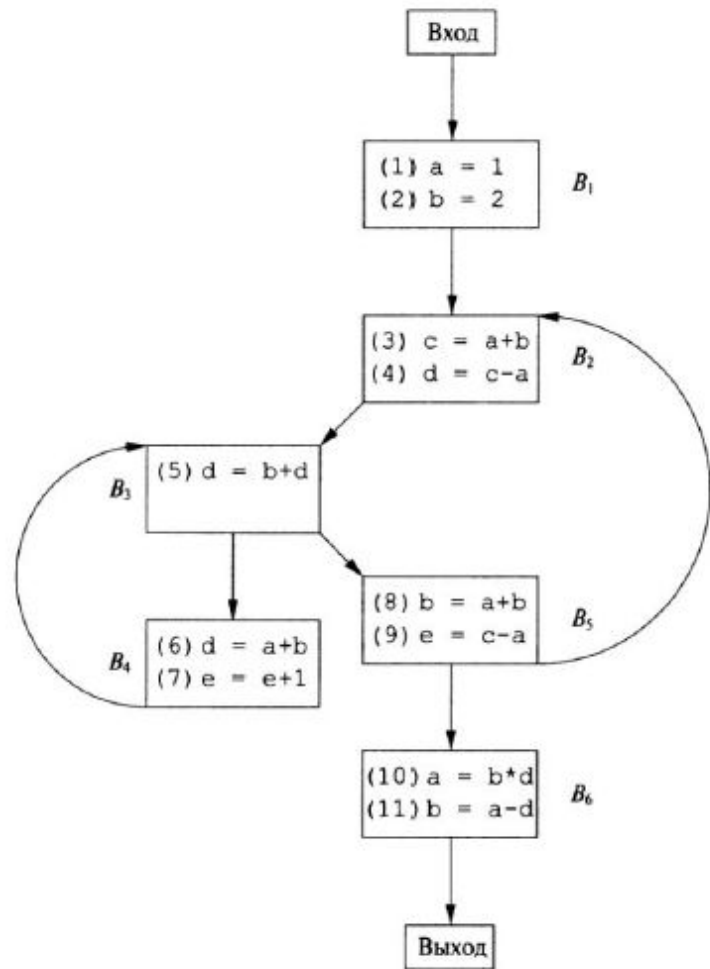 Вход
(1) a = 1
(2) b = 2
B₁
(3) c = a+b
(4) d = c-a
B₂
(5) d = b+d
B₃
(8) b = a+b
(9) e = c-a
B₅
(6) d = a+b
(7) e = e+1
B₄
(10) a = b*d
(11) b = a-d
B₆
Выход